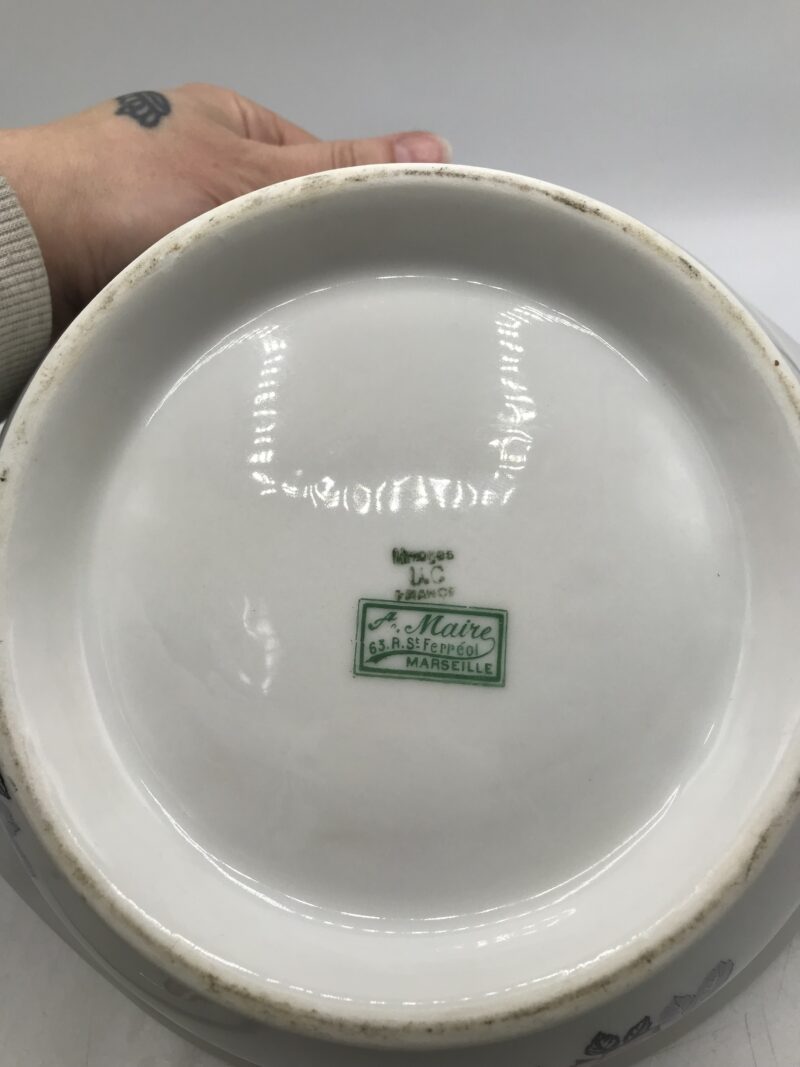 Limoges
FRANCE
A. Maire
63.R.St Ferréol
MARSEILLE